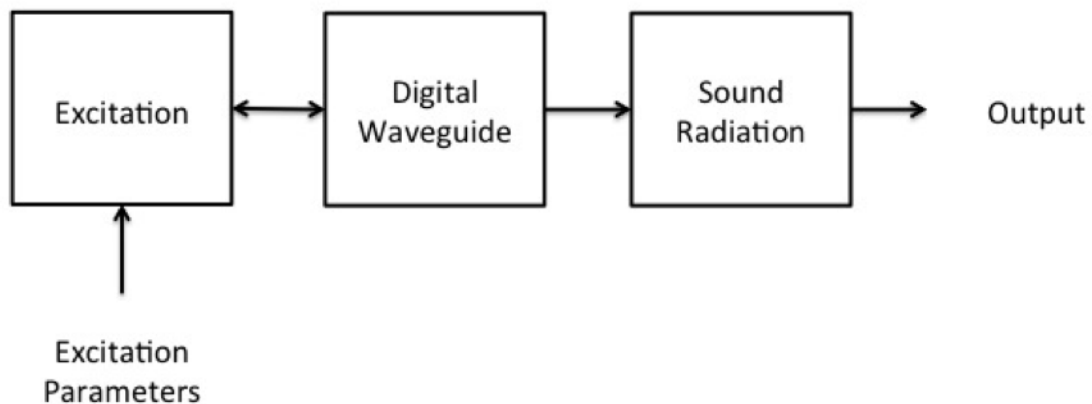 Excitation
Digital
Waveguide
Sound
Radiation
Output
Excitation
Parameters